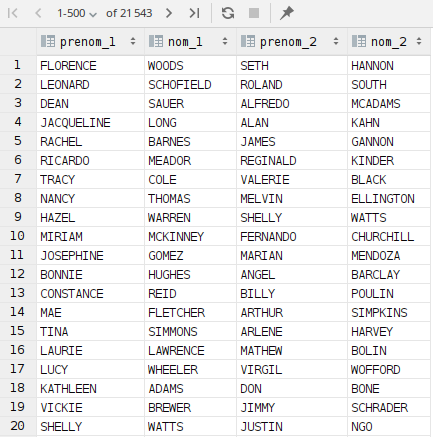 1-500 of 21 543
prenom_1 nom_1 prenom_2 nom_2
1 FLORENCE WOODS SETH HANNON
2 LEONARD SCHOFIELD ROLAND SOUTH
3 DEAN SAUER ALFREDO MCADAMS
4 JACQUELINE LONG ALAN KAHN
5 RACHEL BARNES JAMES GANNON
6 RICARDO MEADOR REGINALD KINDER
7 TRACY COLE VALERIE BLACK
8 NANCY THOMAS MELVIN ELLINGTON
9 HAZEL WARREN SHELLY WATTS
10 MIRIAM MCKINNEY FERNANDO CHURCHILL
11 JOSEPHINE GOMEZ MARIAN MENDOZA
12 BONNIE HUGHES ANGEL BARCLAY
13 CONSTANCE REID BILLY POULIN
14 MAE FLETCHER ARTHUR SIMPKINS
15 TINA SIMMONS ARLENE HARVEY
16 LAURIE LAWRENCE MATHEW BOLIN
17 LUCY WHEELER VIRGIL WOFFORD
18 KATHLEEN ADAMS DON BONE
19 VICKIE BREWER JIMMY SCHRADER
20 SHELLY WATTS JUSTIN NGO